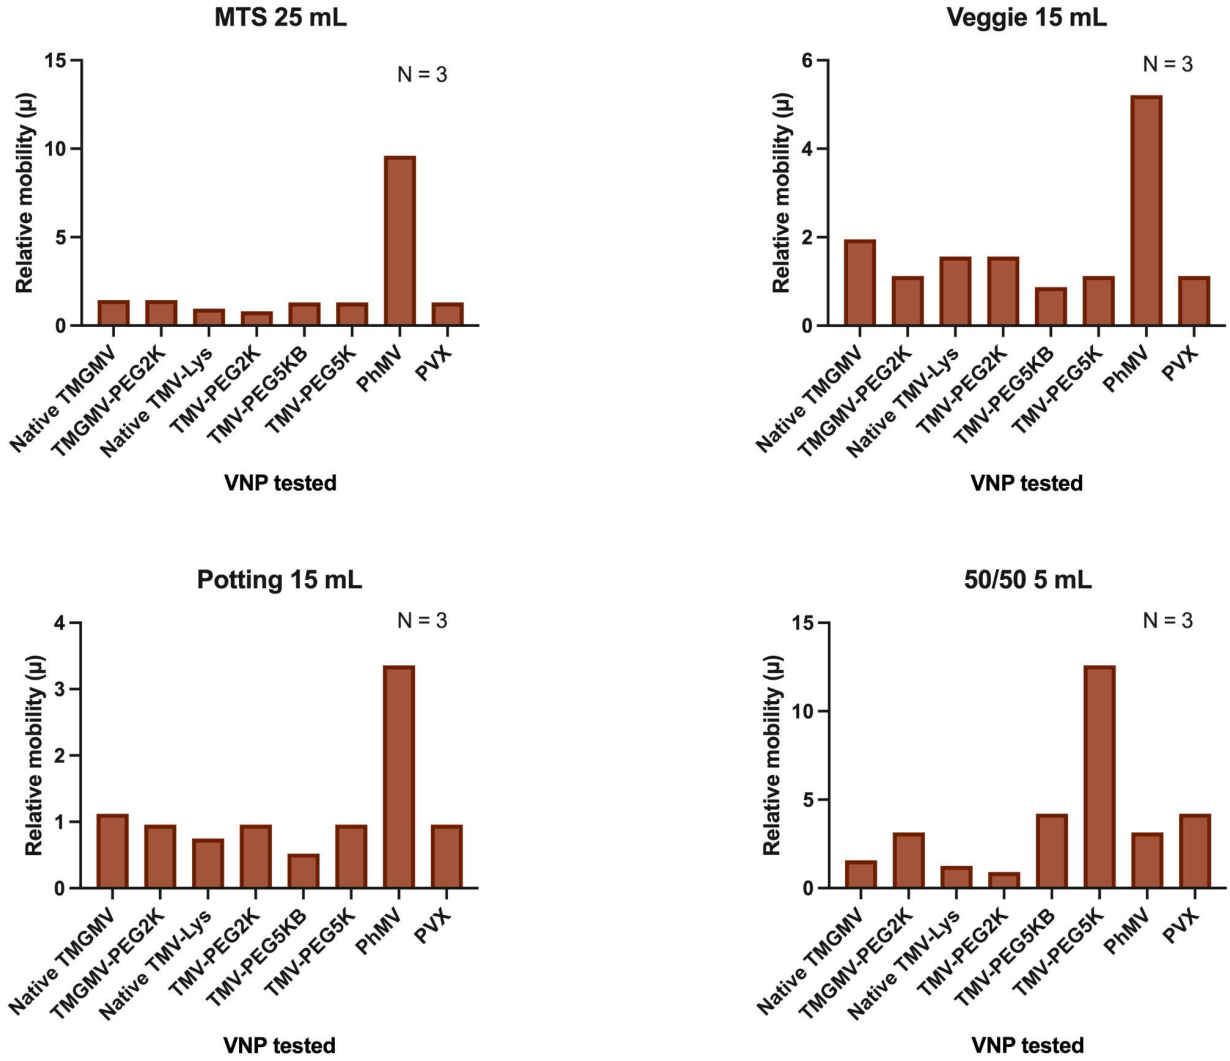 MTS 25 mL
N = 3
Relative mobility (µ)
15
10
5
0
Native TMGMV
TMGMV-PEG2K
Native TMV-Lys
TMV-PEG2K
TMV-PEG5KB
TMV-PEG5K
PhMV
PVX
VNP tested
Veggie 15 mL
N = 3
Relative mobility (µ)
6
4
2
0
Native TMGMV
TMGMV-PEG2K
Native TMV-Lys
TMV-PEG2K
TMV-PEG5KB
TMV-PEG5K
PhMV
PVX
VNP tested
Potting 15 mL
N = 3
Relative mobility (µ)
4
3
2
1
0
Native TMGMV
TMGMV-PEG2K
Native TMV-Lys
TMV-PEG2K
TMV-PEG5KB
TMV-PEG5K
PhMV
PVX
VNP tested
50/50 5 mL
N = 3
Relative mobility (µ)
15
10
5
0
Native TMGMV
TMGMV-PEG2K
Native TMV-Lys
TMV-PEG2K
TMV-PEG5KB
TMV-PEG5K
PhMV
PVX
VNP tested